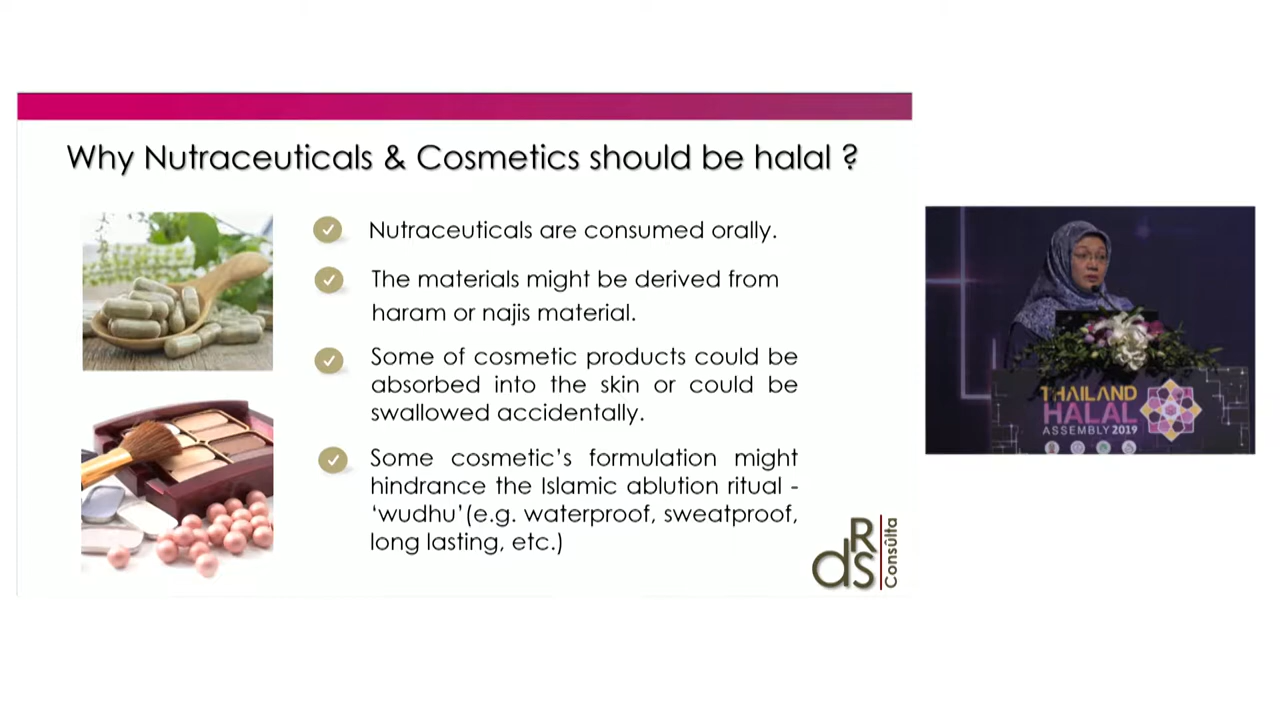 Why Nutraceuticals & Cosmetics should be halal ?
Nutraceuticals are consumed orally.
The materials might be derived from
haram or najis material.
Some of cosmetic products could be
absorbed into the skin or could be
swallowed accidentally.
Some cosmetic's formulation might
hindrance the Islamic ablution ritual -
'wudhu'(e.g. waterproof, sweatproof,
long lasting, etc.)
dRS
Consûlta
THAILAND
HALAL
ASSEMBLY 2019